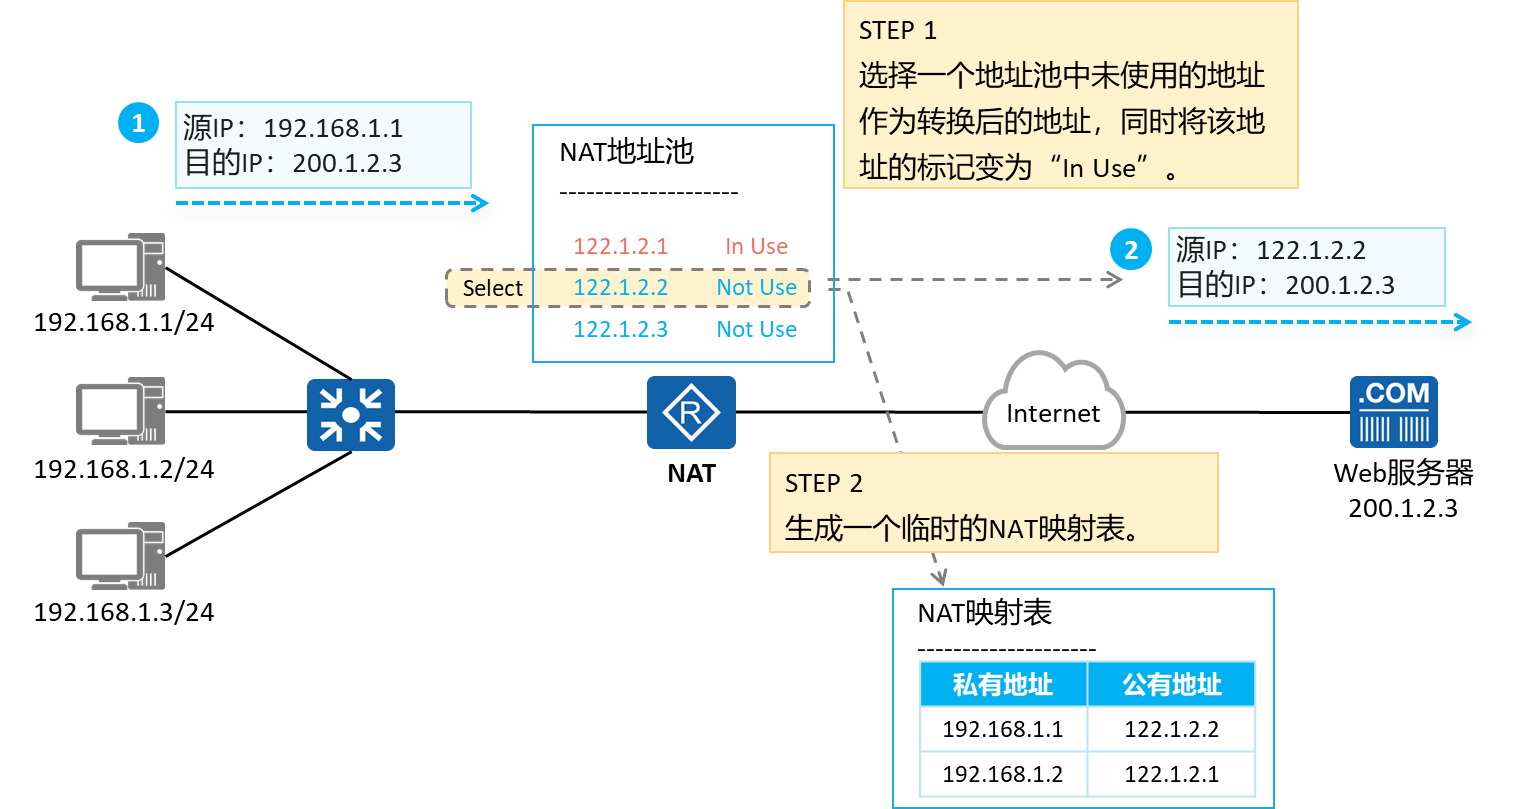 STEP 1
选择一个地址池中未使用的地址
作为转换后的地址，同时将该地
址的标记变为“In Use”。
1
源IP：192.168.1.1
目的IP：200.1.2.3
NAT地址池
--------------------
122.1.2.1 In Use
Select 122.1.2.2 Not Use
122.1.2.3 Not Use
2
源IP：122.1.2.2
目的IP：200.1.2.3
192.168.1.1/24
192.168.1.2/24
192.168.1.3/24
R
NAT
Internet
.COM
Web服务器
200.1.2.3
STEP 2
生成一个临时的NAT映射表。
NAT映射表
--------------------
私有地址 公有地址
192.168.1.1 122.1.2.2
192.168.1.2 122.1.2.1